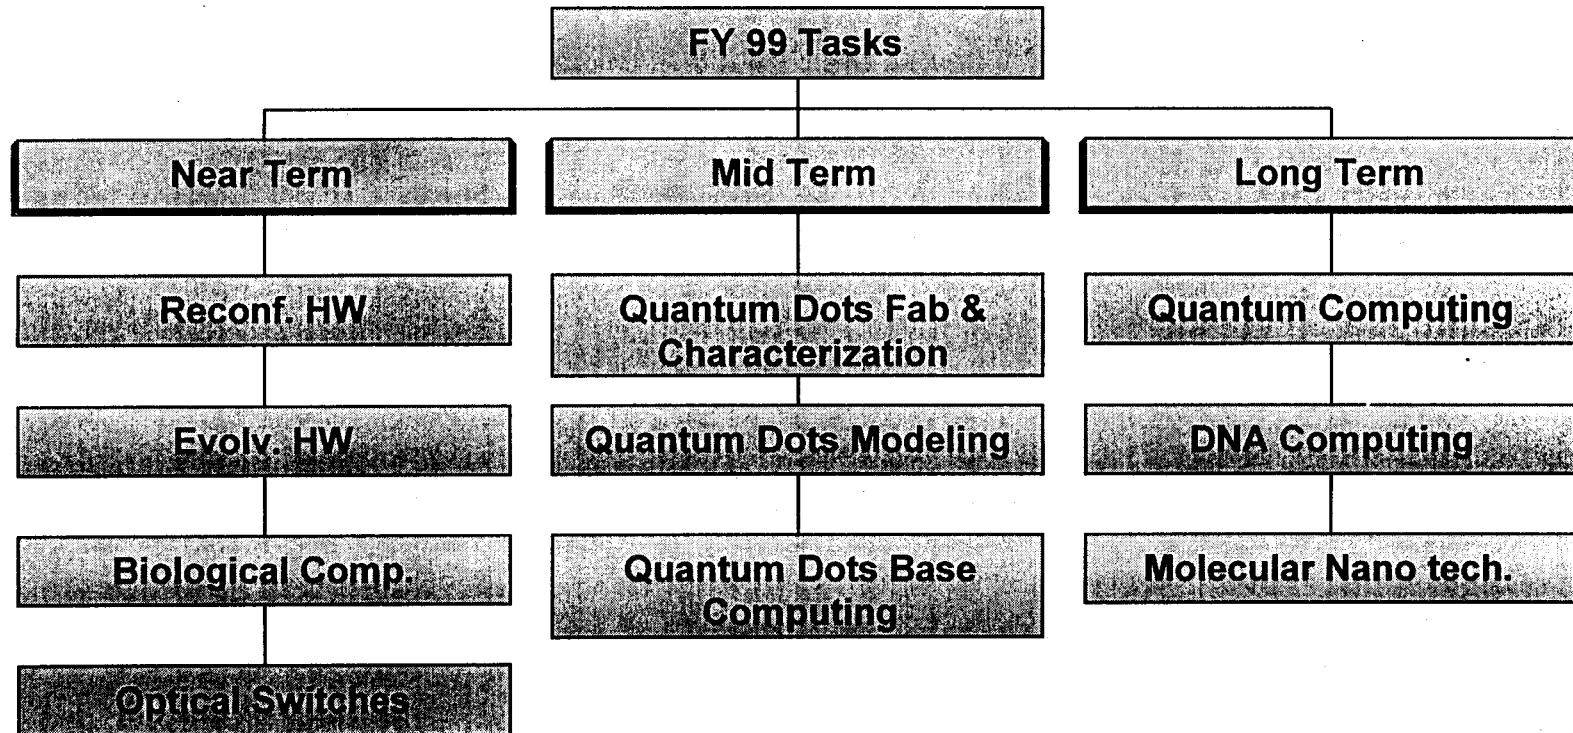 FY 99 Tasks
Near Term
Mid Term
Long Term
Reconf. HW
Quantum Dots Fab &
Characterization
Quantum Computing
Evolv. HW
Quantum Dots Modeling
DNA Computing
Biological Comp.
Quantum Dots Base
Computing
Molecular Nano tech.
Optical Switches